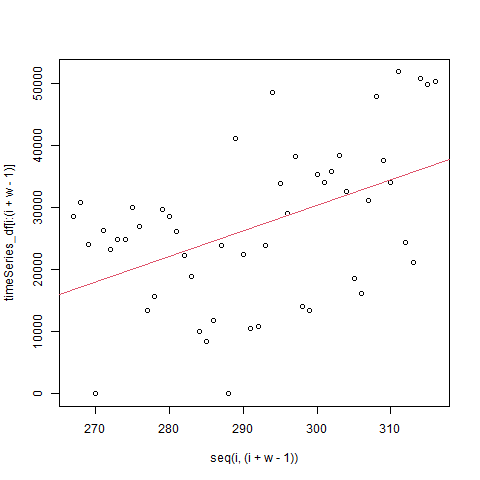 50000
40000
30000
20000
10000
0
timeSeries_df[i:(i + w - 1)]
270 280 290 300 310
seq(i, (i + w - 1))